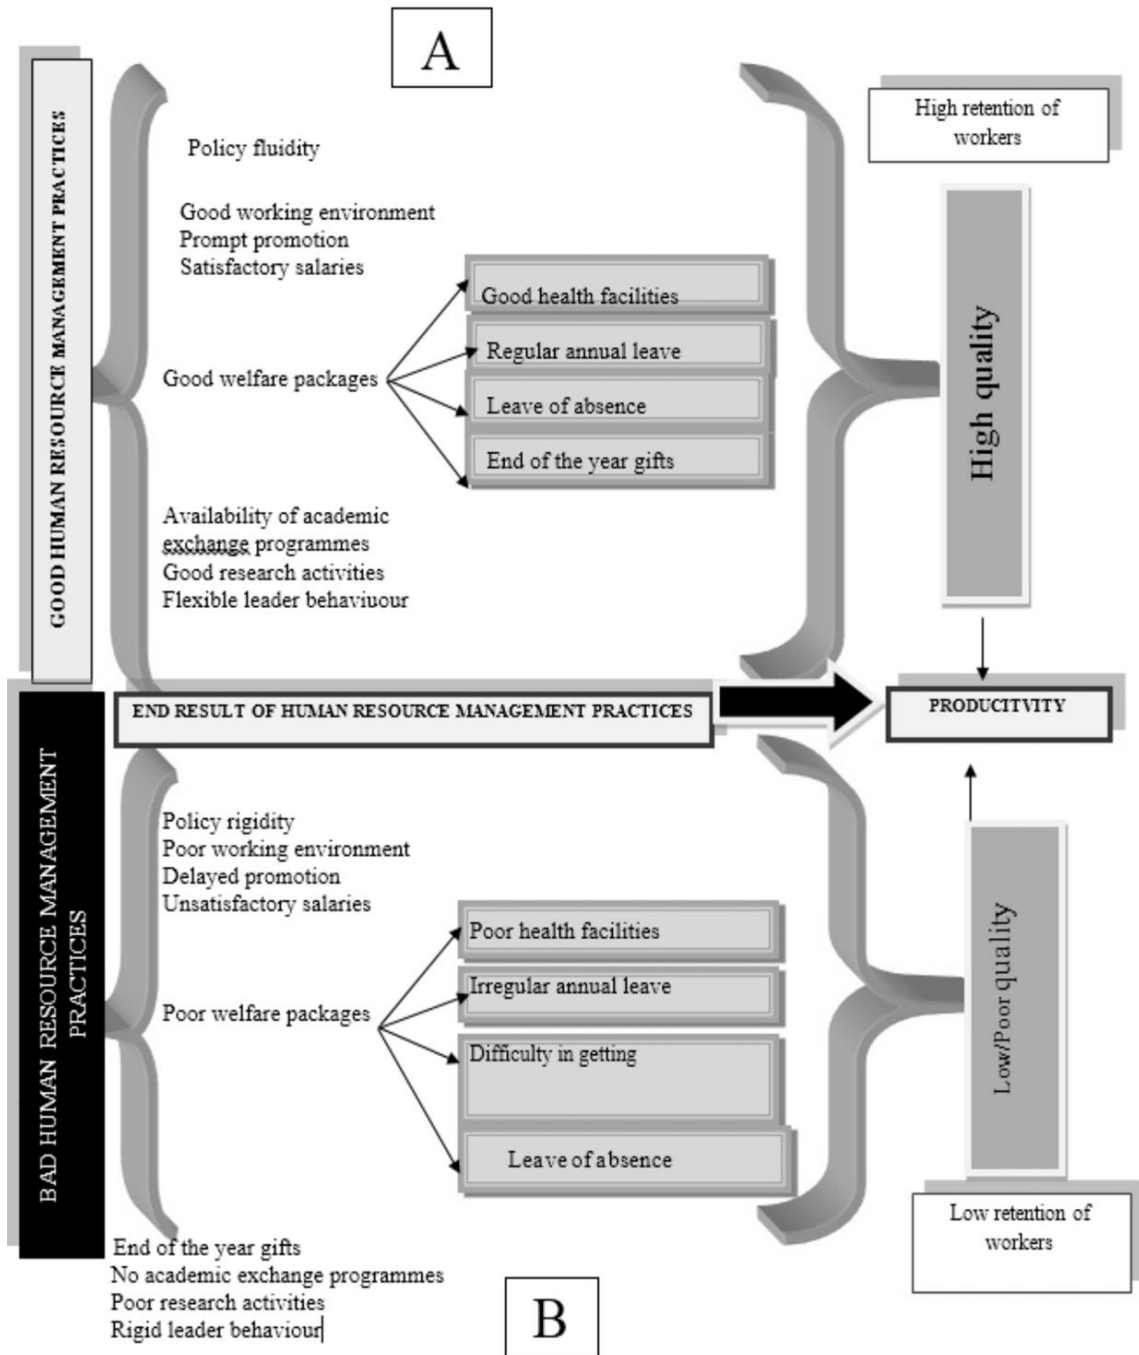 A
GOOD HUMAN RESOURCE MANAGEMENT PRACTICES
Policy fluidity
Good working environment
Prompt promotion
Satisfactory salaries
Good welfare packages
Good health facilities
Regular annual leave
Leave of absence
End of the year gifts
Availability of academic
exchange programmes
Good research activities
Flexible leader behaviuour
High retention of
workers
High quality
END RESULT OF HUMAN RESOURCE MANAGEMENT PRACTICES
PRODUCITVITY
BAD HUMAN RESOURCE MANAGEMENT
PRACTICES
Policy rigidity
Poor working environment
Delayed promotion
Unsatisfactory salaries
Poor welfare packages
Poor health facilities
Irregular annual leave
Difficulty in getting
Leave of absence
End of the year gifts
No academic exchange programmes
Poor research activities
Rigid leader behaviour
Low/Poor quality
Low retention of
workers
B